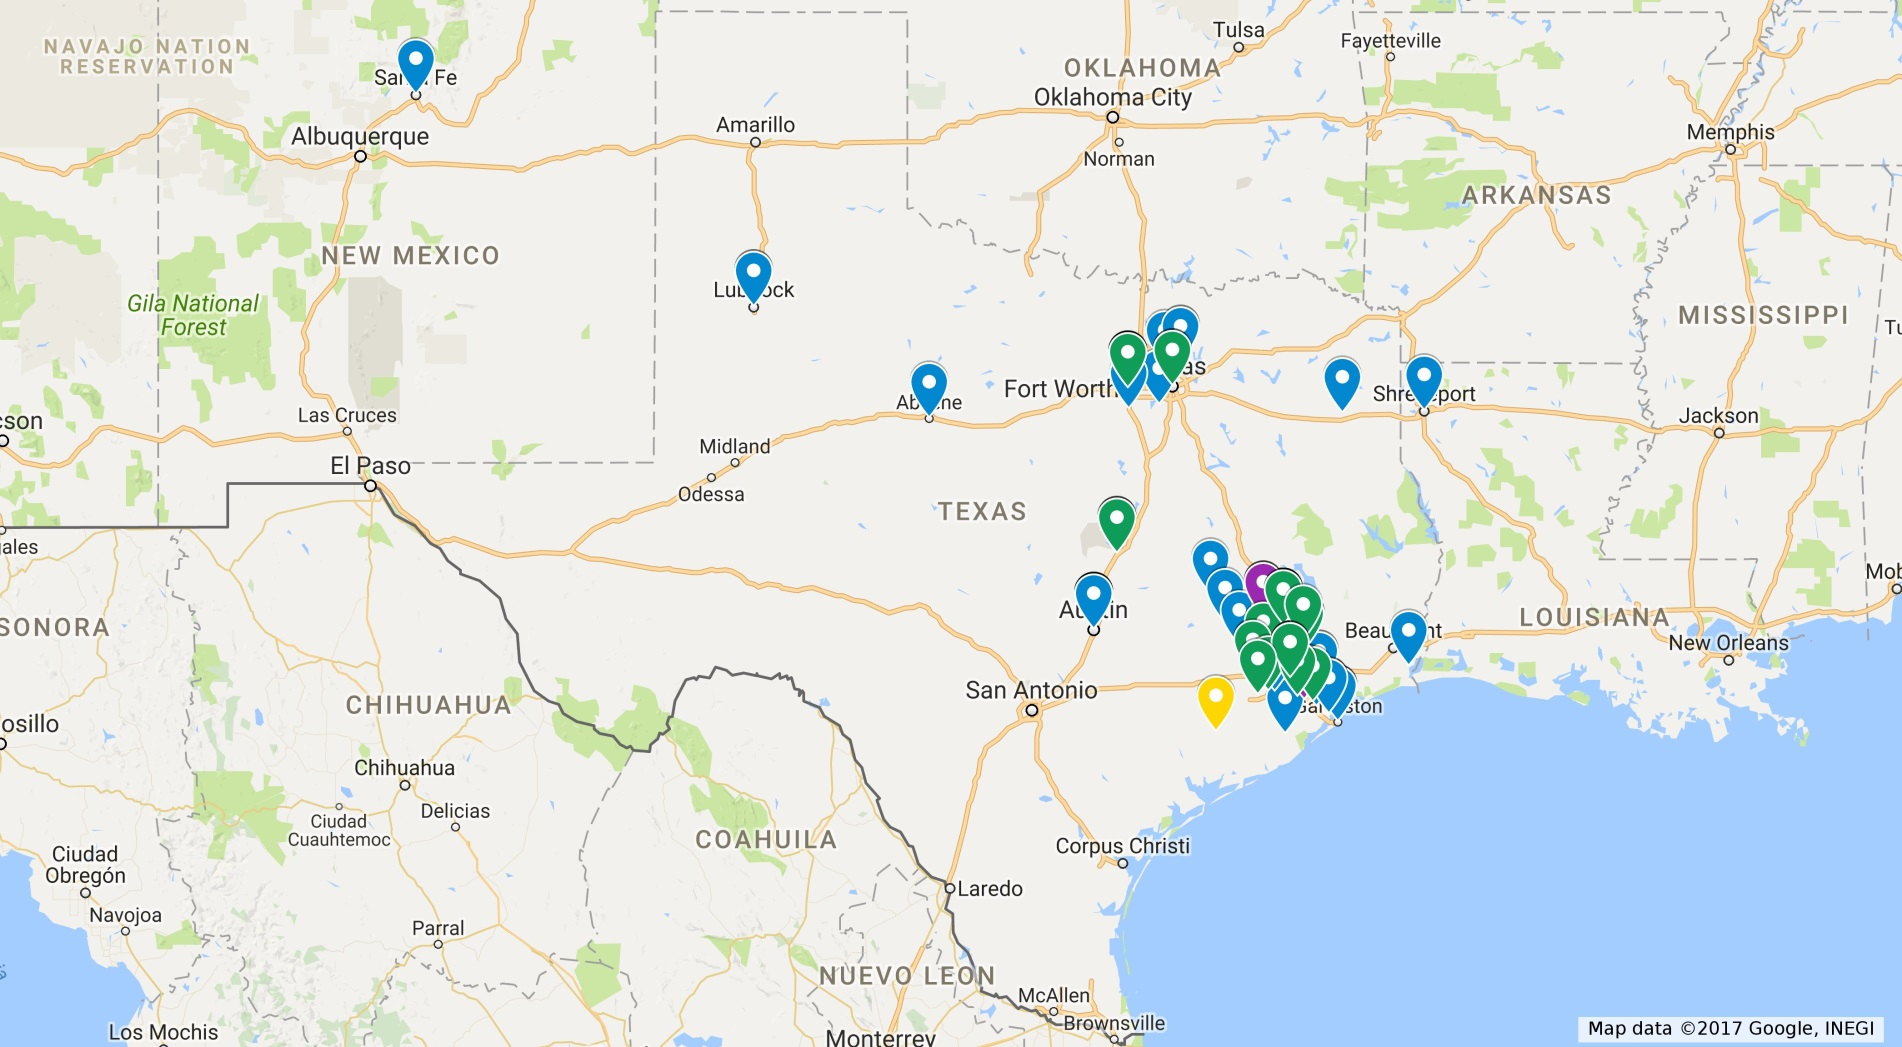 Tulsa
Fayetteville
NAVAJO NATION
RESERVATION
OKLAHOMA
Fe
Oklahoma City
Amarillo
Memphis
Albuquerque
Norman
ARKANSAS
NEW MEXICO
Gila National
Forest
MISSISSIPPI
Fort Worth
Las Cruces
Jackson
Midland
El Paso
Odessa
TEXAS
SONORA
LOUISIANA
New Orleans
San Antonio
CHIHUAHUA
Chihuahua
Delicias
Ciudad
Cuauhtemoc
COAHUILA
Corpus Christi
Ciudad
Obregón
Laredo
Navojoa
Parral
NUEVO LEON
McAllen
Brownsville
Los Mochis
Monterrey
Map data ©2017 Google, INEGI